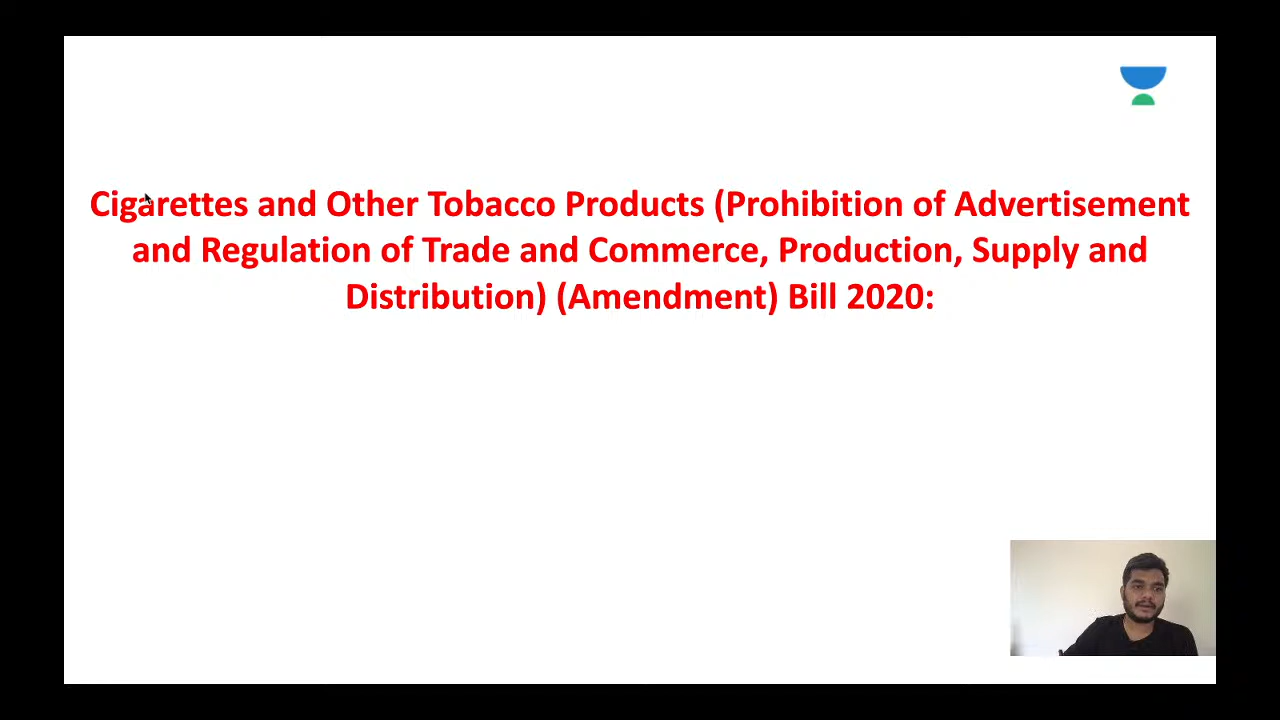 Cigarettes and Other Tobacco Products (Prohibition of Advertisement
and Regulation of Trade and Commerce, Production, Supply and
Distribution) (Amendment) Bill 2020: